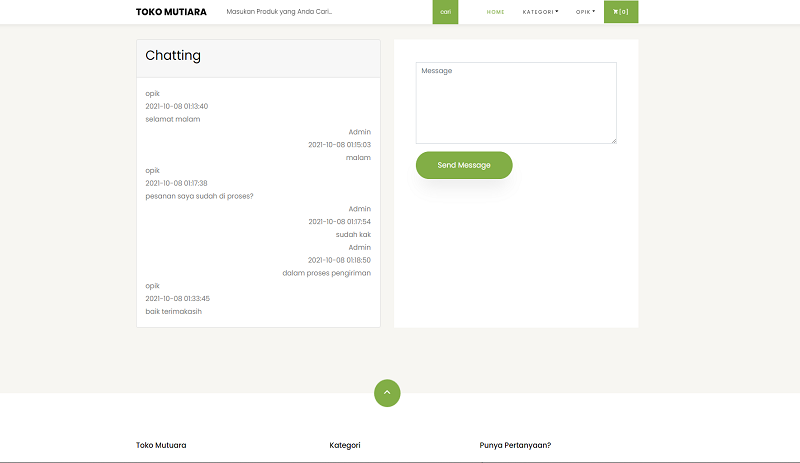 TOKO MUTIARA
Masukan Produk yang Anda Cari..
cari
HOME
KATEGORI
OPIK
[0]
Chatting
opik
2021-10-08 01:13:40
selamat malam
Admin
2021-10-08 01:15:03
malam
opik
2021-10-08 01:17:38
pesanan saya sudah di proses?
Admin
2021-10-08 01:17:54
sudah kak
Admin
2021-10-08 01:18:50
dalam proses pengiriman
opik
2021-10-08 01:33:45
baik terimakasih
Message
Send Message
Toko Mutuara
Kategori
Punya Pertanyaan?